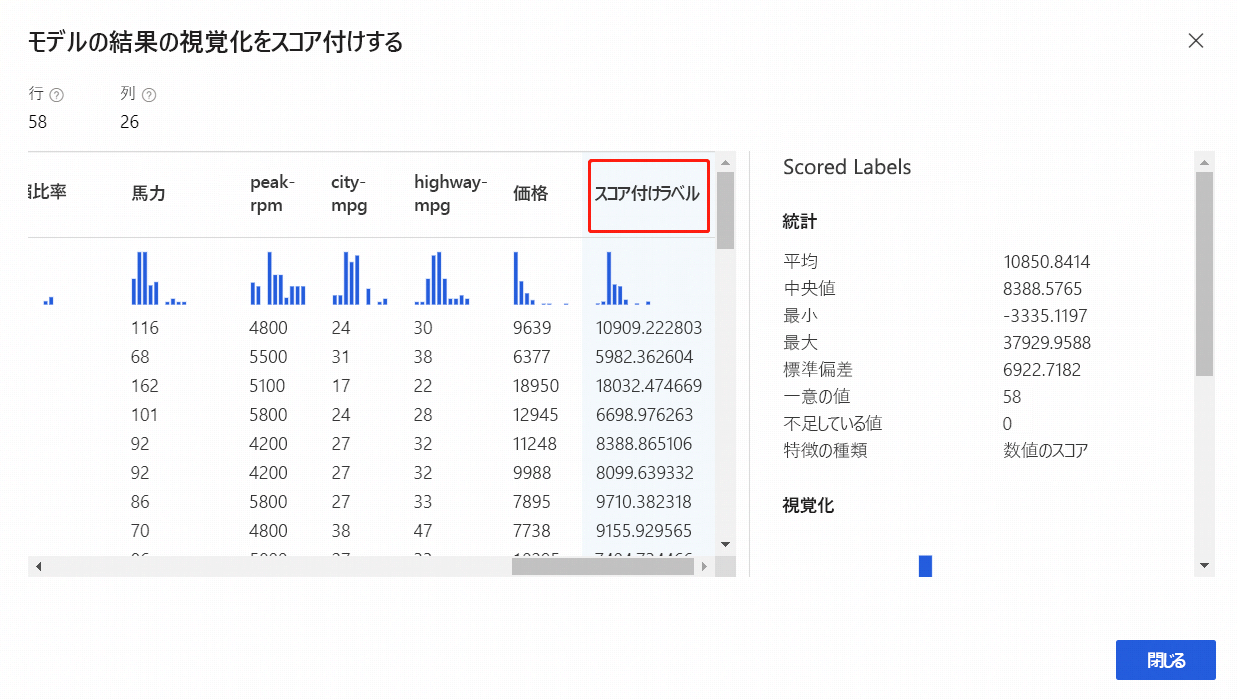 モデルの結果の視覚化をスコア付けする
行 列
58 26
比率 馬力 peak-rpm city-mpg highway-mpg 価格 スコア付けラベル
116 4800 24 30 9639 10909.222803
68 5500 31 38 6377 5982.362604
162 5100 17 22 18950 18032.474669
101 5800 24 28 12945 6698.976263
92 4200 27 32 11248 8388.865106
92 4200 27 32 9988 8099.639332
86 5800 27 33 7895 9710.382318
70 4800 38 47 7738 9155.929565
Scored Labels
統計
平均 10850.8414
中央値 8388.5765
最小 -3335.1197
最大 37929.9588
標準偏差 6922.7182
一意の値 58
不足している値 0
特徴の種類 数値のスコア
視覚化
閉じる